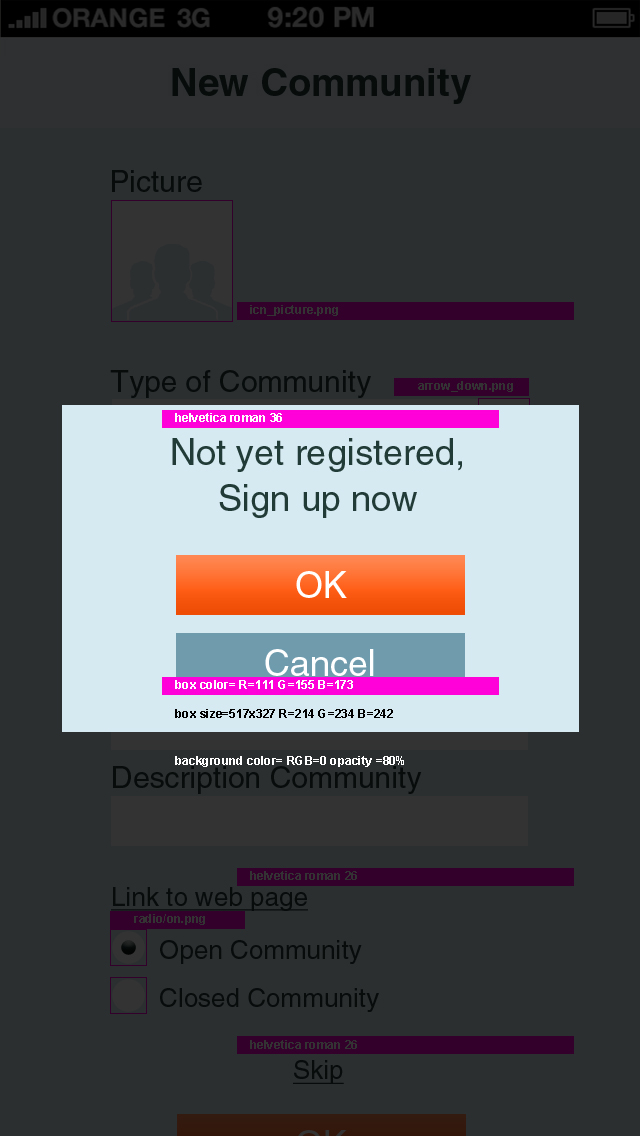 ORANGE 3G 9:20 PM
New Community
Picture
icn_picture.png
Type of Community
arrow_down.png
helvetica roman 36
Not yet registered,
Sign up now
OK
Cancel
box color= R=111 G=155 B=173
box size=517x327 R=214 G=234 B=242
background color= RGB=0 opacity =80%
Description Community
helvetica roman 26
Link to web page
radio/on.png
Open Community
Closed Community
helvetica roman 26
Skip
OK